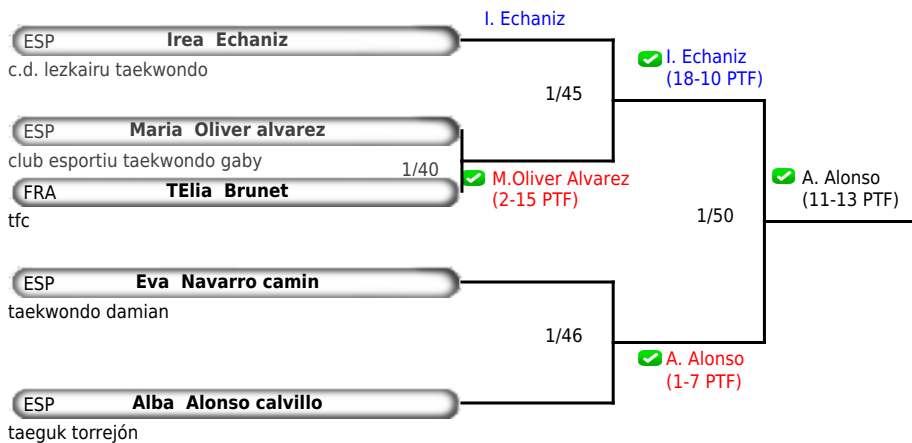 I. Echaniz
ESP Irea Echaniz
c.d. lezkairu taekwondo
I. Echaniz
(18-10 PTF)
1/45
ESP Maria Oliver alvarez
club esportiu taekwondo gaby
1/40
M.Oliver Alvarez
(2-15 PTF)
FRA TElia Brunet
tfc
A. Alonso
(11-13 PTF)
1/50
ESP Eva Navarro camin
taekwondo damian
1/46
A. Alonso
(1-7 PTF)
ESP Alba Alonso calvillo
taeguk torrejón